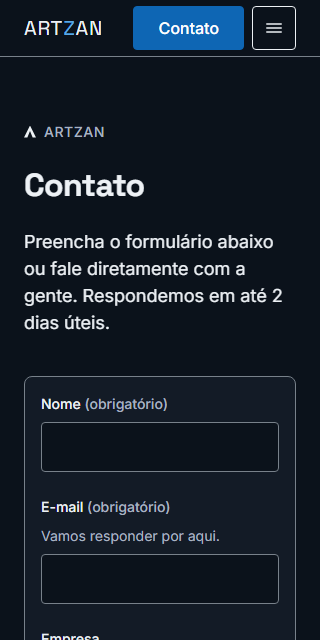 ARTZAN
Contato
ARTZAN
Contato
Preencha o formulário abaixo
ou fale diretamente com a
gente. Respondemos em até 2
dias úteis.
Nome (obrigatório)
E-mail (obrigatório)
Vamos responder por aqui.
Empresa